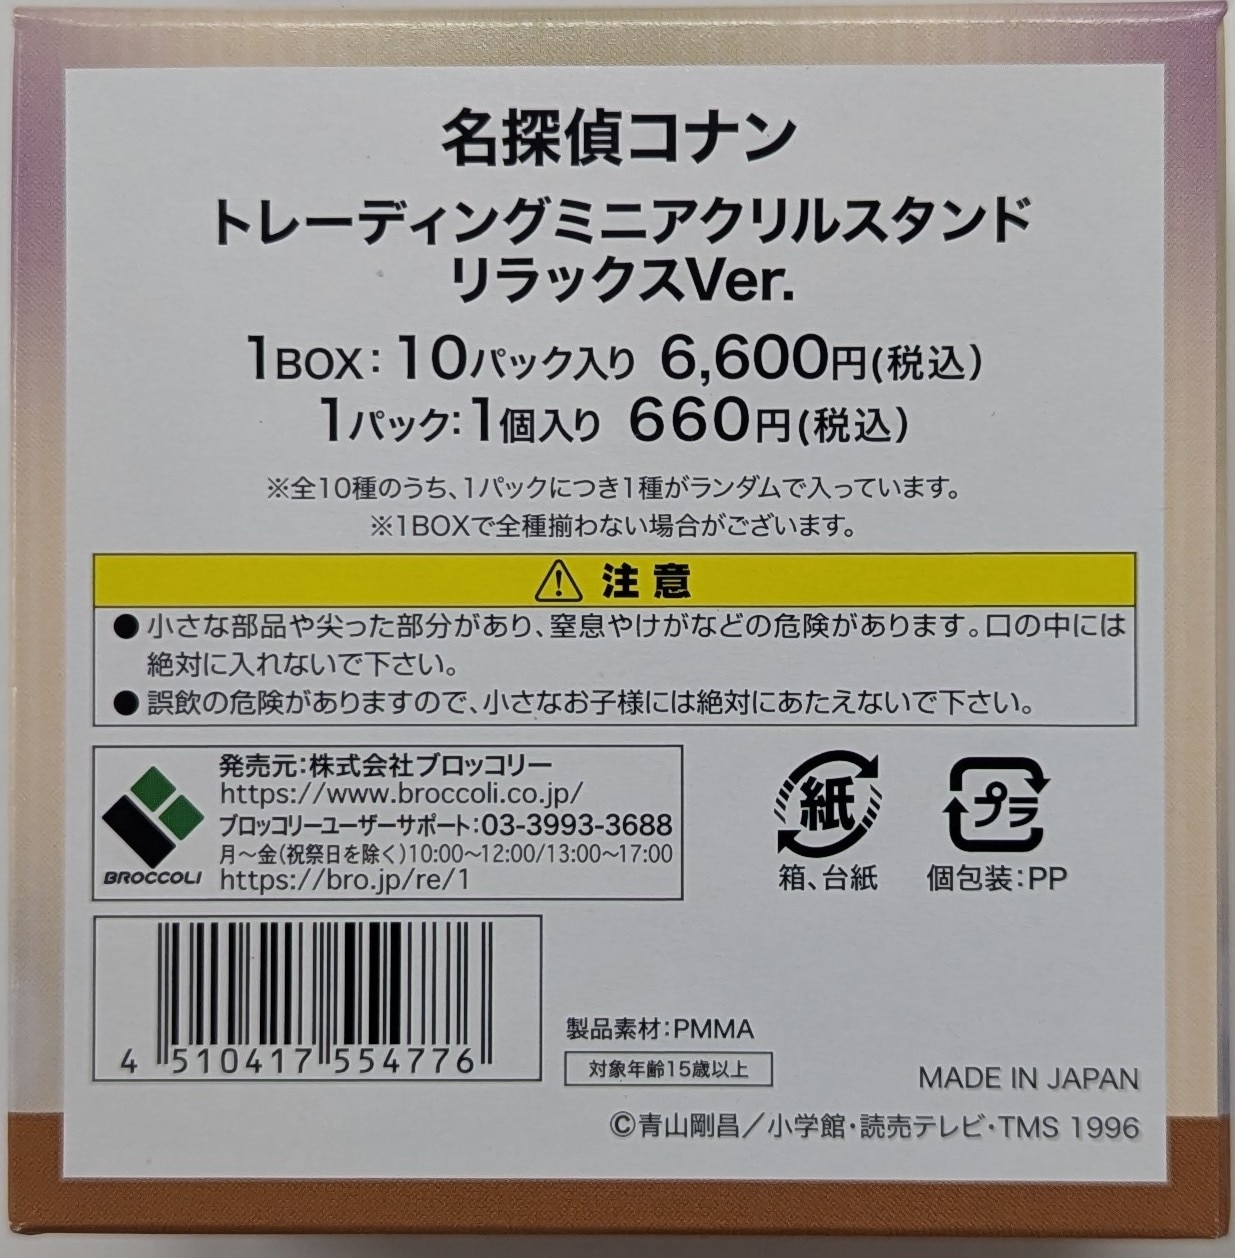 名探偵コナン
トレーディングミニアクリルスタンド
リラックスVer.
1BOX：10パック入り 6,600円(税込)
1パック：1個入り 660円(税込)
※全10種のうち、1パックにつき1種がランダムで入っています。
※1BOXで全種揃わない場合がございます。
注意
●小さな部品や尖った部分があり、窒息やけがなどの危険があります。口の中には
絶対に入れないで下さい。
●誤飲の危険がありますので、小さなお子様には絶対にあたえないで下さい。
BROCCOLI
発売元：株式会社ブロッコリー
https://www.broccoli.co.jp/
ブロッコリーユーザーサポート：03-3993-3688
月〜金(祝祭日を除く)10:00〜12:00/13:00〜17:00
https://bro.jp/re/1
紙
箱、台紙
プラ
個包装：PP
4 510417 554776
製品素材：PMMA
対象年齢15歳以上
MADE IN JAPAN
©青山剛昌／小学館・読売テレビ・TMS 1996